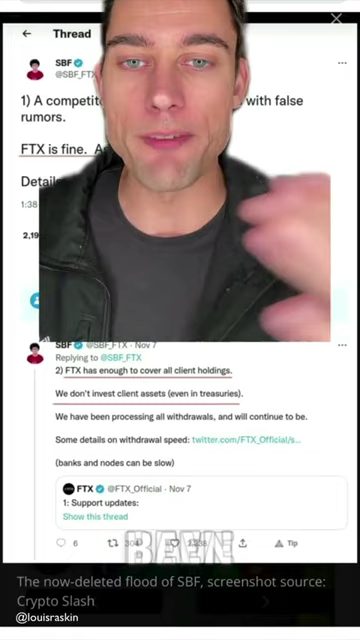 Thread
SBF
@SBF_FTX
1) A with false
rumors.
FTX is fine.
1:38
SBF @SBF_FTX · Nov 7
Replying to @SBF_FTX
2) FTX has enough to cover all client holdings.
We don't invest client assets (even in treasuries).
We have been processing all withdrawals, and will continue to be.
Some details on withdrawal speed: twitter.com/FTX_Official/s...
(banks and nodes can be slow)
FTX @FTX_Official · Nov 7
1: Support updates:
Show this thread
6 Tip
BEEN
The now-deleted flood of SBF, screenshot source:
Crypto Slash
@louisraskin